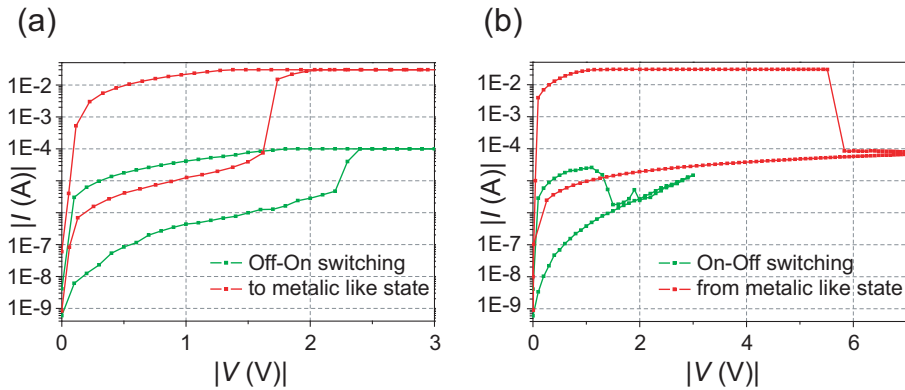 (a)
1E-2
1E-3
1E-4
1E-7
1E-8
1E-9
|I (A)|
Off-On switching
to metalic like state
0 1 2 3
|V (V)|
(b)
1E-2
1E-3
1E-4
1E-7
1E-8
1E-9
|I (A)|
On-Off switching
from metalic like state
0 2 4 6
|V (V)|